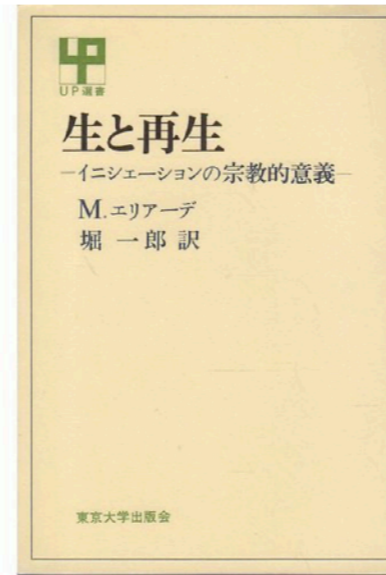 UP選書
生と再生
―イニシェーションの宗教的意義―
M.エリアーデ
堀 一郎 訳
東京大学出版会